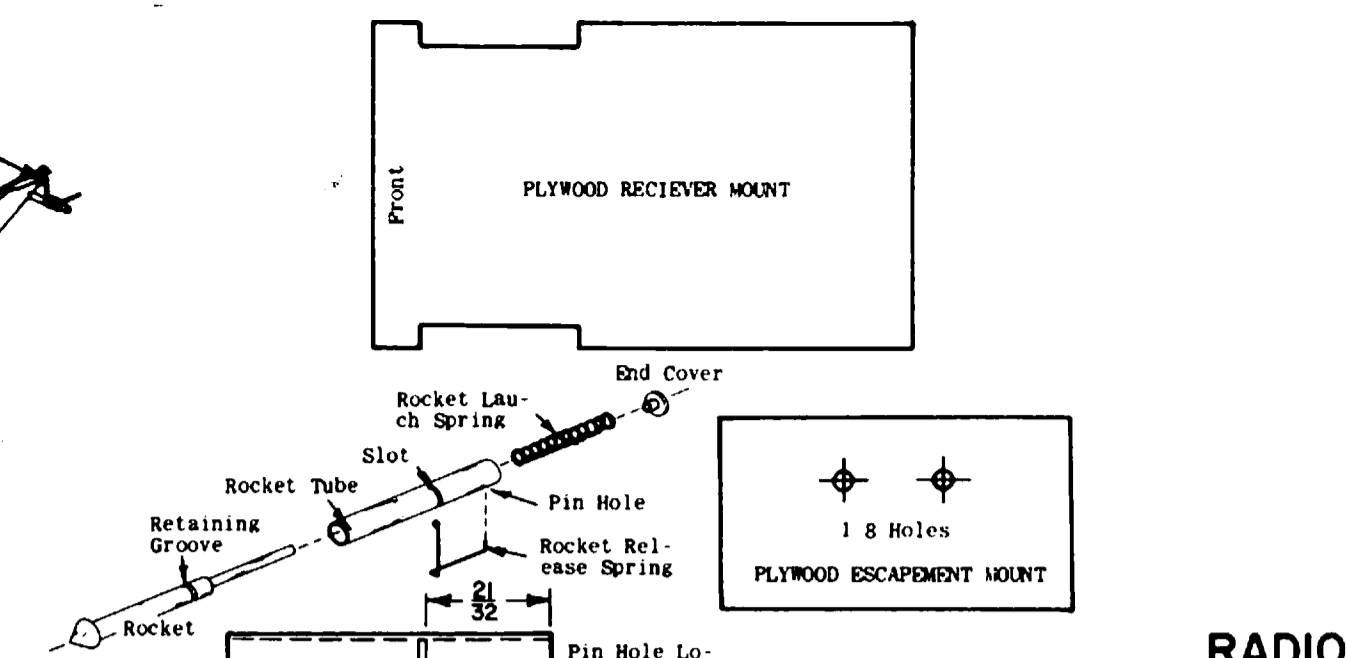 Front
PLYWOOD RECIEVER MOUNT
End Cover
Rocket Lau-
ch Spring
Slot
Rocket Tube
Pin Hole
Retaining
Groove
Rocket Rel-
ease Spring
1 8 Holes
PLYWOOD ESCAPEMENT MOUNT
21
32
Rocket
Pin Hole Lo-
RADIO